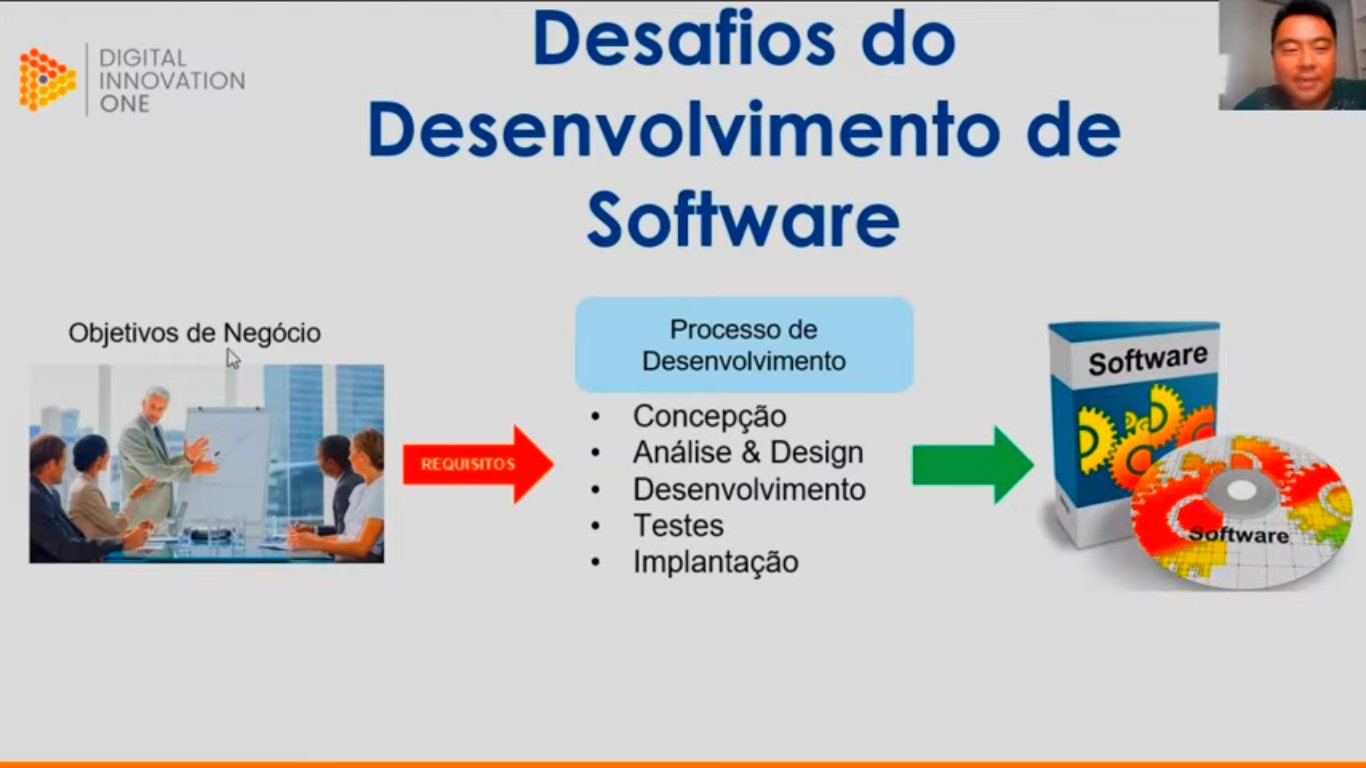 DIGITAL
INNOVATION
ONE
Desafios do
Desenvolvimento de
Software
Objetivos de Negócio
REQUISITOS
Processo de
Desenvolvimento
• Concepção
• Análise & Design
• Desenvolvimento
• Testes
• Implantação
Software
Software